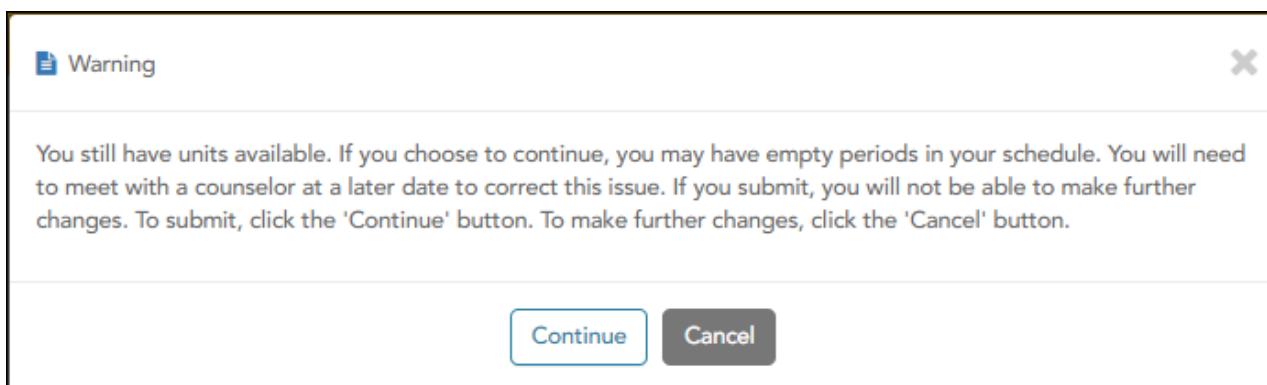 Warning
You still have units available. If you choose to continue, you may have empty periods in your schedule. You will need
to meet with a counselor at a later date to correct this issue. If you submit, you will not be able to make further
changes. To submit, click the 'Continue' button. To make further changes, click the 'Cancel' button.
Continue Cancel